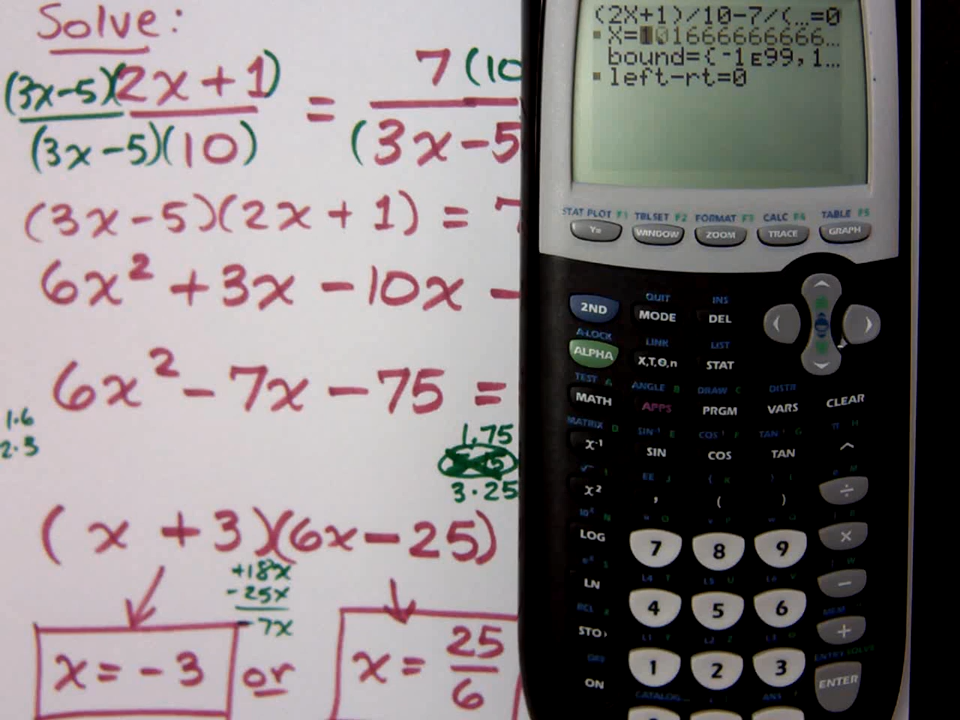 Solve:
(3x-5)(2x+1) = 7(10
(3x-5)(10) (3x-5
(3x-5)(2x+1) = 7
6x² +3x -10x -
6x² -7x -75 =
1.6
2.3
1.75
3.25
(x +3)(6x-25)
+18x
-25x
-7x
x = -3 or x = 25/6
(2X+1)/10-7/(…=0
bound={-1E99,1…
left-rt=0
STAT PLOT F1 TBLSET F2 FORMAT F3 CALC F4 TABLE F5
Y= WINDOW ZOOM TRACE GRAPH
QUIT INS
2ND MODE DEL
A-LOCK LINK LIST
ALPHA X,T,Θ,n STAT
TEST A ANGLE B DRAW C DISTR
MATH APPS PRGM VARS CLEAR
MATRIX D SIN⁻¹ E COS⁻¹ F TAN⁻¹ G π H
x⁻¹ SIN COS TAN ^
x² , ( ) ÷
LOG 7 8 9 ×
LN 4 5 6 −
RCL
STO› 1 2 3 +
ENTRY SOLVE
ON ENTER
CATALOG